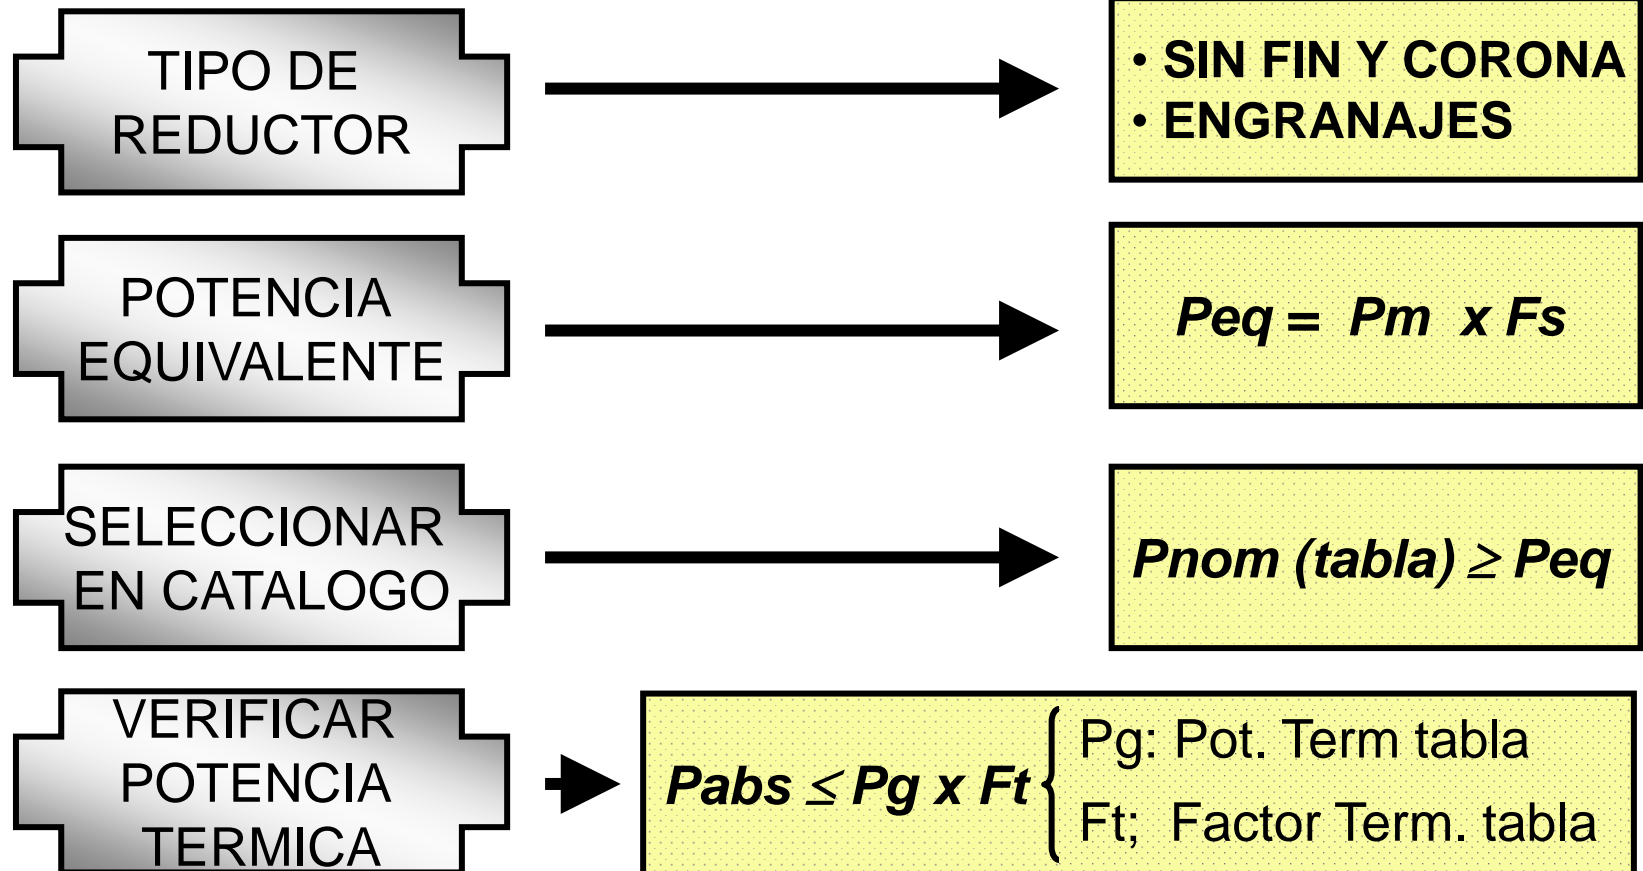 TIPO DE
REDUCTOR
• SIN FIN Y CORONA
• ENGRANAJES
POTENCIA
EQUIVALENTE
Peq = Pm x Fs
SELECCIONAR
EN CATALOGO
Pnom (tabla) ≥ Peq
VERIFICAR
POTENCIA
TERMICA
Pabs ≤ Pg x Ft
Pg: Pot. Term tabla
Ft; Factor Term. tabla